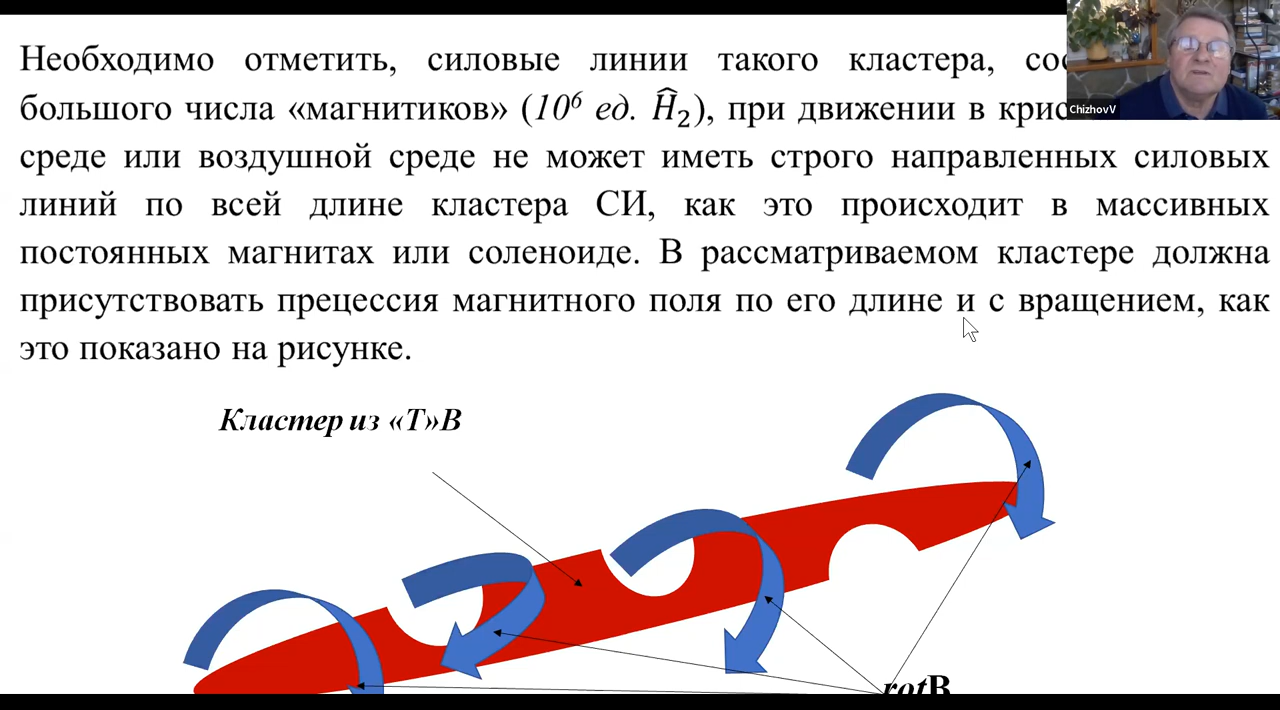 Необходимо отметить, силовые линии такого кластера,
большого числа «магнитиков» (10⁶ ед. Ĥ₂), при движении в
среде или воздушной среде не может иметь строго направленных силовых
линий по всей длине кластера СИ, как это происходит в массивных
постоянных магнитах или соленоиде. В рассматриваемом кластере должна
присутствовать прецессия магнитного поля по его длине и с вращением, как
это показано на рисунке.
ChizhovV
Кластер из «Т»В
rotB